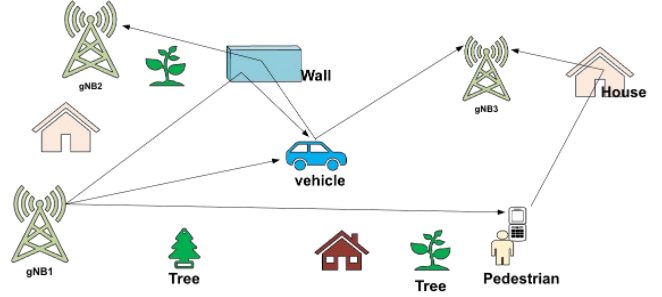 gNB2
Wall
gNB3
House
vehicle
gNB1
Tree
Tree
Pedestrian